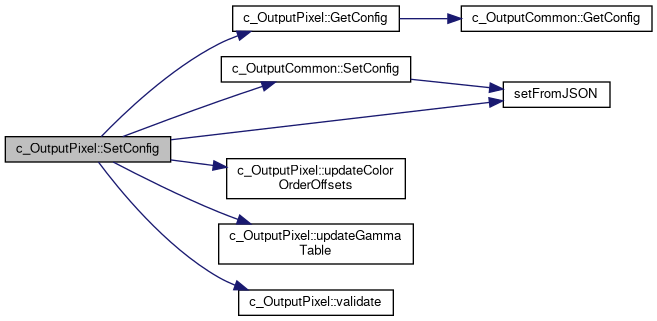 c_OutputPixel::GetConfig
c_OutputCommon::GetConfig
c_OutputCommon::SetConfig
setFromJSON
c_OutputPixel::SetConfig
c_OutputPixel::updateColor
OrderOffsets
c_OutputPixel::updateGamma
Table
c_OutputPixel::validate